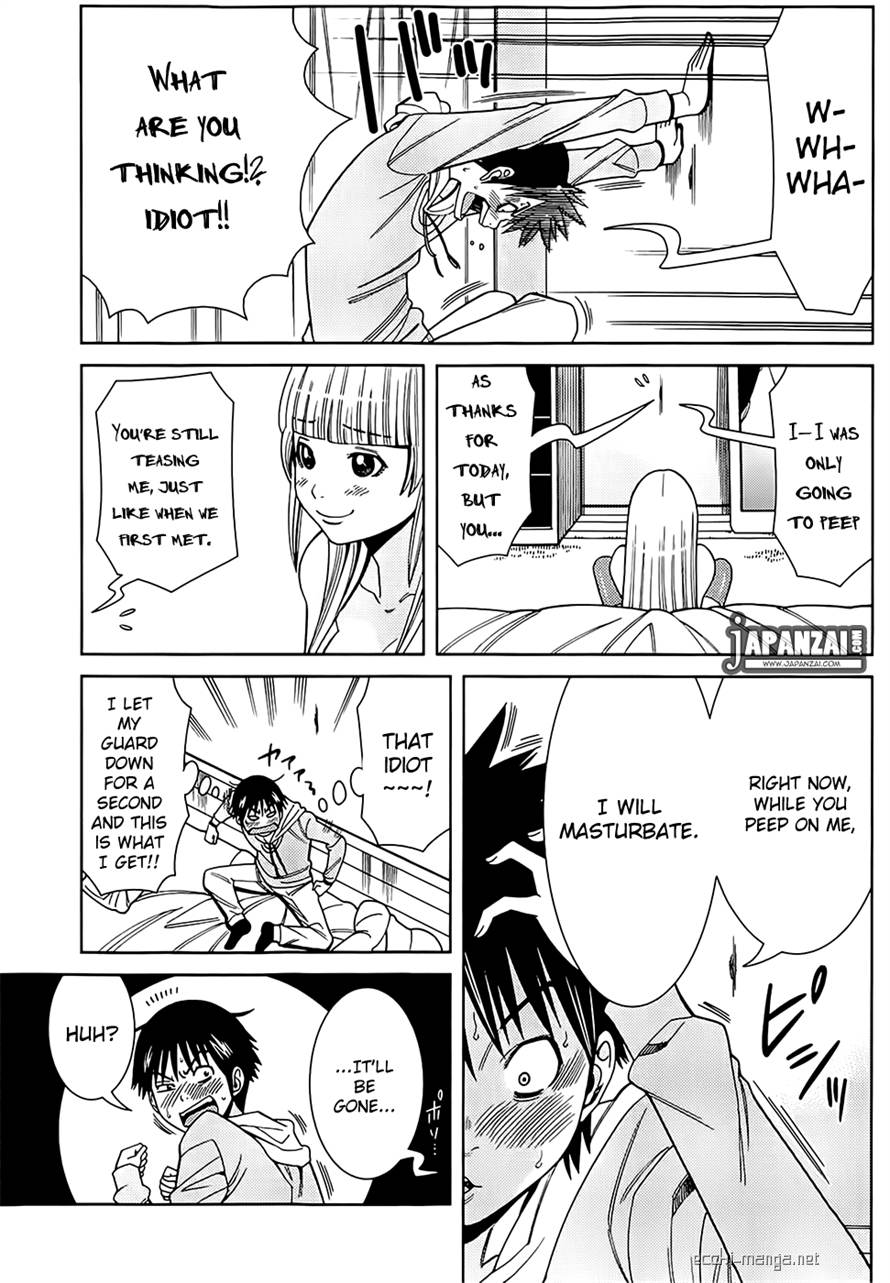 W-
WH-
WHA-
WHAT
ARE YOU
THINKING!?
IDIOT!!
I-I WAS
ONLY
GOING
TO PEEP
AS
THANKS
FOR
TODAY,
BUT
YOU...
YOU'RE STILL
TEASING
ME, JUST
LIKE WHEN WE
FIRST MET.
JAPANZAI.COM
WWW.JAPANZAI.COM
RIGHT NOW,
WHILE YOU
PEEP ON ME,
I WILL
MASTURBATE.
THAT
IDIOT
~~~!
I LET
MY
GUARD
DOWN
FOR A
SECOND
AND THIS
IS WHAT
I GET!!
...IT'LL
BE
GONE...
HUH?
ecchi-manga.net